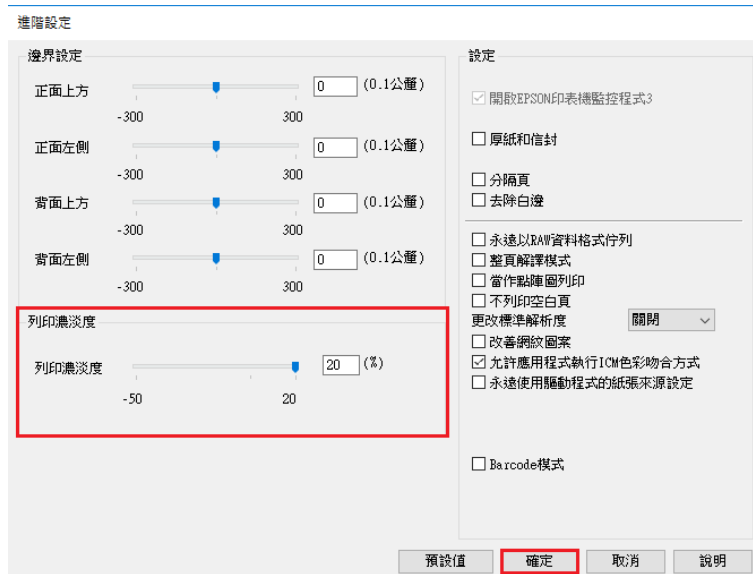 進階設定
邊界設定
正面上方
0 (0.1公釐)
-300 300
正面左側
0 (0.1公釐)
-300 300
背面上方
0 (0.1公釐)
-300 300
背面左側
0 (0.1公釐)
-300 300
列印濃淡度
列印濃淡度
20 (%)
-50 20
設定
開啟EPSON印表機監控程式3
厚紙和信封
分隔頁
去除白邊
永遠以RAW資料格式佇列
整頁解譯模式
當作點陣圖列印
不列印空白頁
更改標準解析度 關閉
改善網紋圖案
允許應用程式執行ICM色彩吻合方式
永遠使用驅動程式的紙張來源設定
Barcode模式
預設值 確定 取消 說明